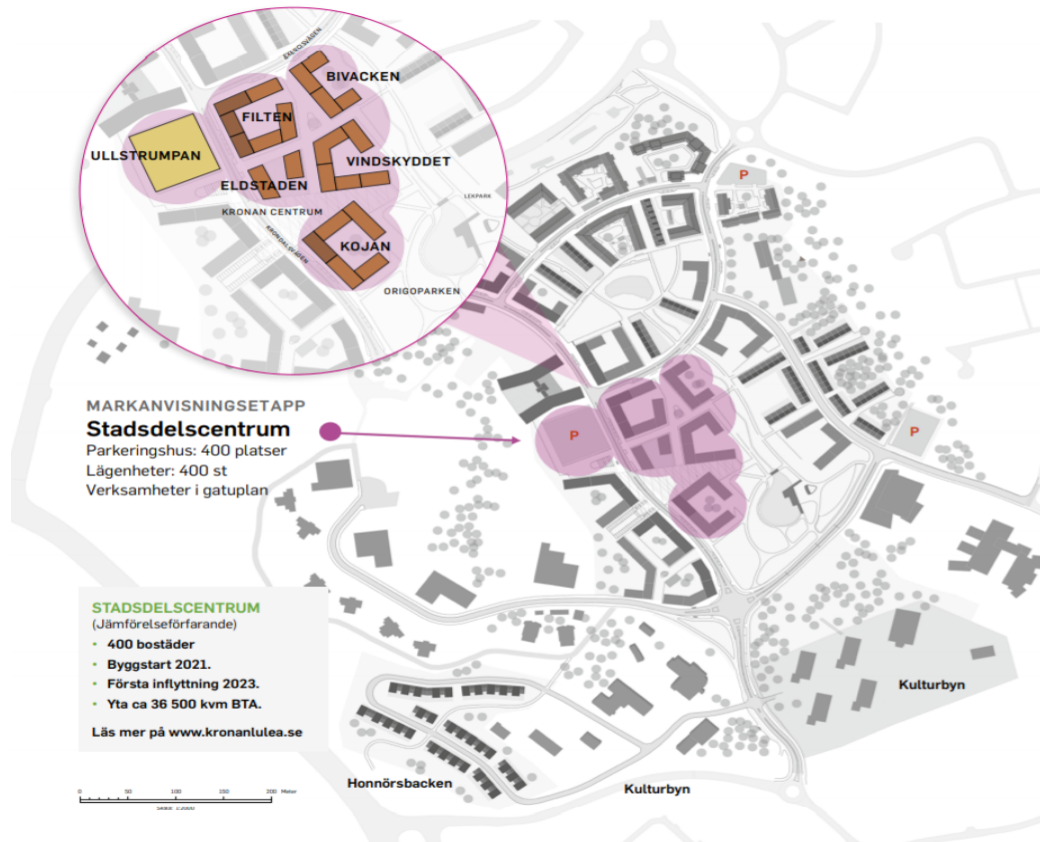 AVANCISVÄGEN
BIVACKEN
FILTEN
ULLSTRUMPAN
VINDSKYDDET
ELDSTADEN
LEKPARK
KRONAN CENTRUM
KRONDALSVÄGEN
KOJAN
ORIGOPARKEN
P
MARKANVISNINGSETAPP
Stadsdelscentrum
Parkeringshus: 400 platser
Lägenheter: 400 st
Verksamheter i gatuplan
P
P
STADSDELSCENTRUM
(Jämförelseförfarande)
• 400 bostäder
• Byggstart 2021.
• Första inflyttning 2023.
• Yta ca 36 500 kvm BTA.
Läs mer på www.kronanlulea.se
Kulturbyn
Honnörsbacken
Kulturbyn
0 50 100 150 200 Meter